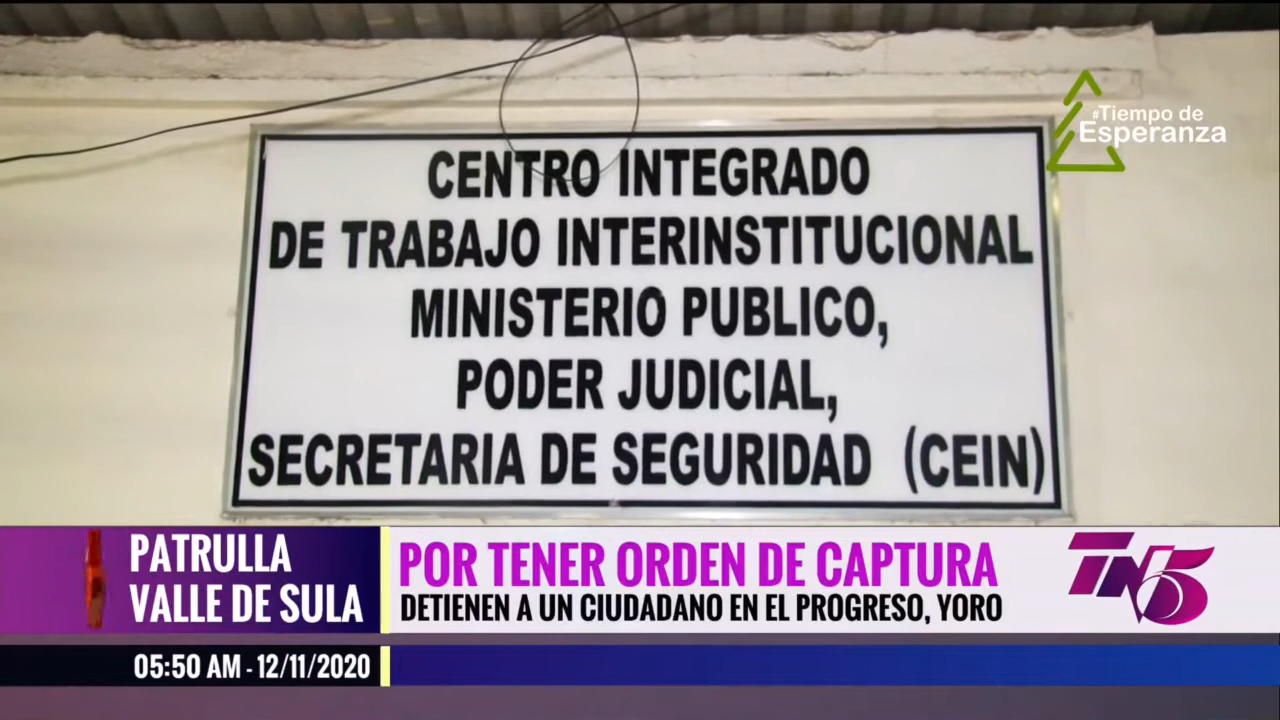 #Tiempo de
Esperanza
CENTRO INTEGRADO
DE TRABAJO INTERINSTITUCIONAL
MINISTERIO PUBLICO,
PODER JUDICIAL,
SECRETARIA DE SEGURIDAD (CEIN)
PATRULLA
VALLE DE SULA
POR TENER ORDEN DE CAPTURA
DETIENEN A UN CIUDADANO EN EL PROGRESO, YORO
TN5
05:50 AM - 12/11/2020